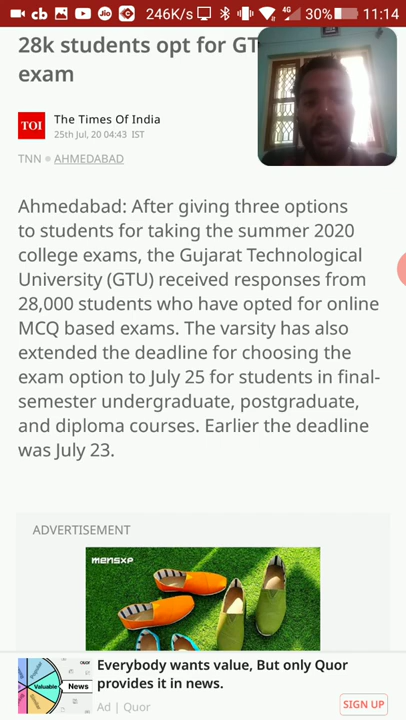 cb 246K/s 4G 30% 11:14
28k students opt for GT
exam
TOI
The Times Of India
25th Jul, 20 04:43 IST
TNN AHMEDABAD
Ahmedabad: After giving three options
to students for taking the summer 2020
college exams, the Gujarat Technological
University (GTU) received responses from
28,000 students who have opted for online
MCQ based exams. The varsity has also
extended the deadline for choosing the
exam option to July 25 for students in final-
semester undergraduate, postgraduate,
and diploma courses. Earlier the deadline
was July 23.
ADVERTISEMENT
mensxp
Everybody wants value, But only Quor
provides it in news.
Valuable News
Ad | Quor
SIGN UP